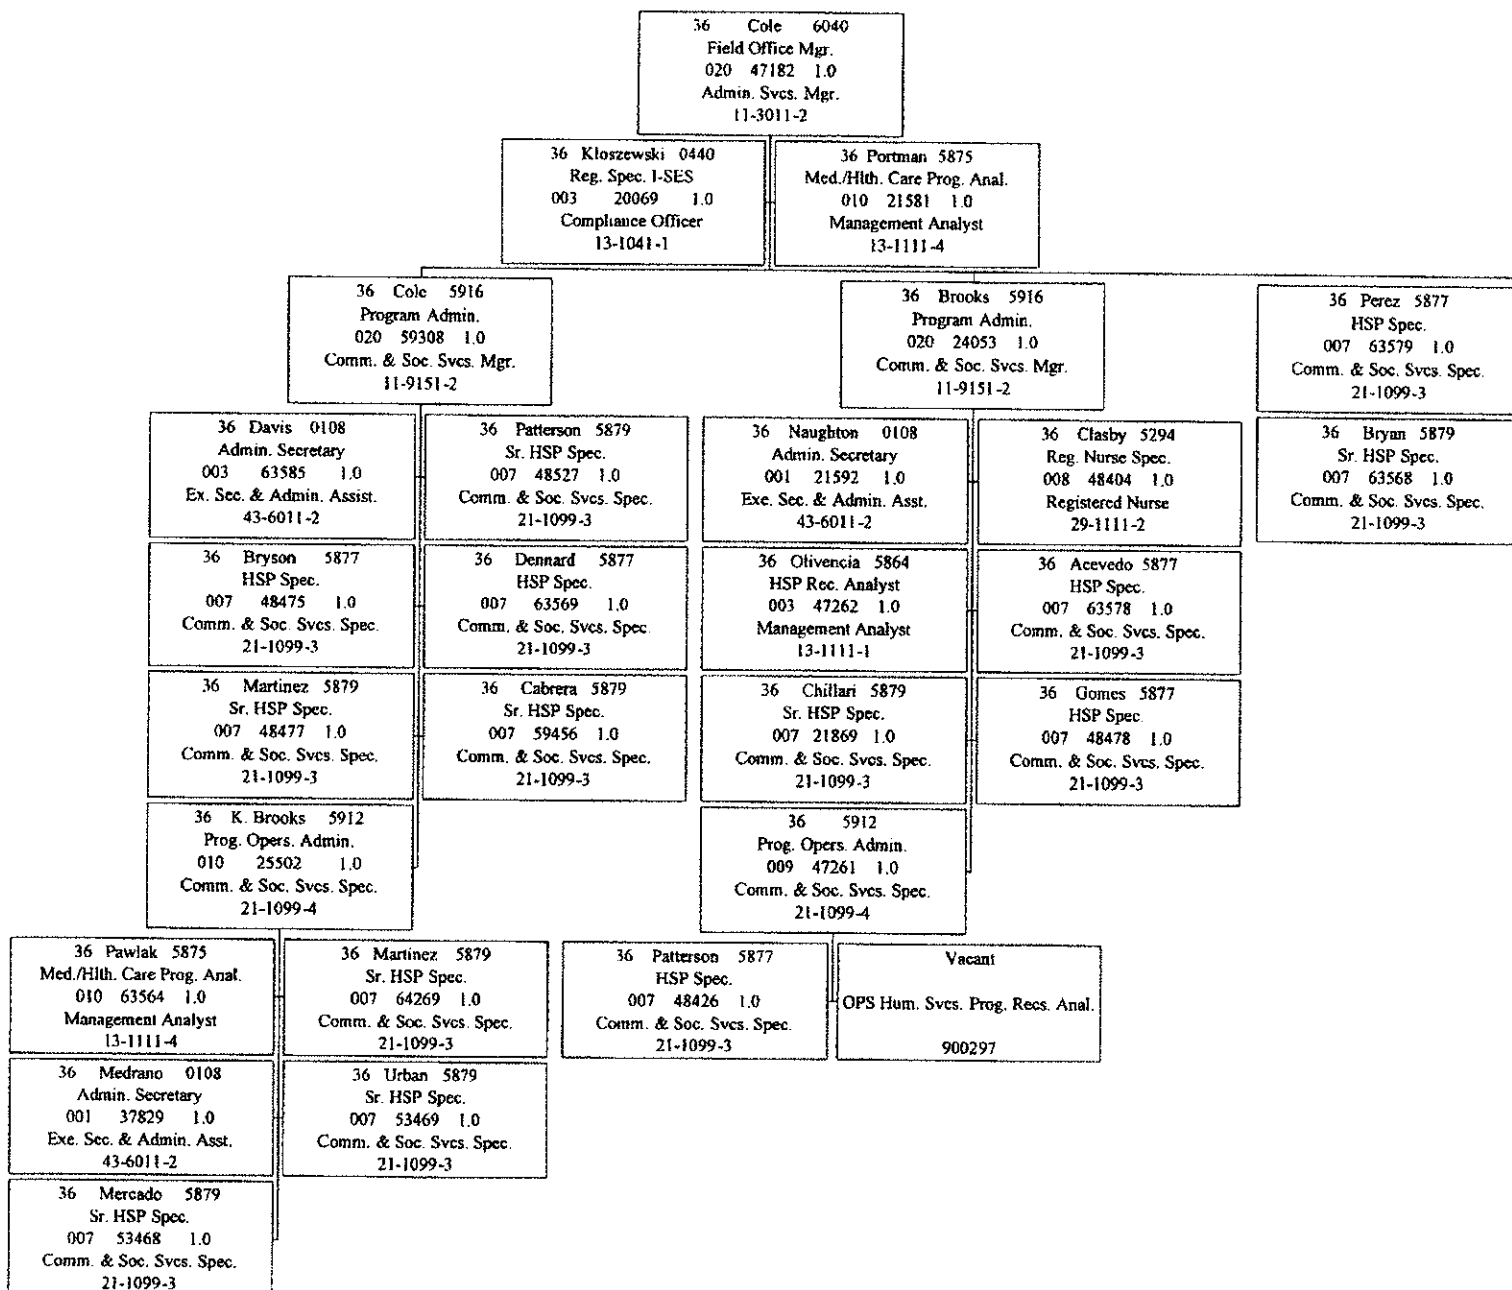 36 Cole 6040
Field Office Mgr.
020 47182 1.0
Admin. Svcs. Mgr.
11-3011-2
36 Kloszewski 0440
Reg. Spec. I-SES
003 20069 1.0
Compliance Officer
13-1041-1
36 Portman 5875
Med./Hlth. Care Prog. Anal.
010 21581 1.0
Management Analyst
13-1111-4
36 Cole 5916
Program Admin.
020 59308 1.0
Comm. & Soc. Svcs. Mgr.
11-9151-2
36 Brooks 5916
Program Admin.
020 24053 1.0
Comm. & Soc. Svcs. Mgr.
11-9151-2
36 Perez 5877
HSP Spec.
007 63579 1.0
Comm. & Soc. Svcs. Spec.
21-1099-3
36 Davis 0108
Admin. Secretary
003 63585 1.0
Ex. Sec. & Admin. Assist.
43-6011-2
36 Patterson 5879
Sr. HSP Spec.
007 48527 1.0
Comm. & Soc. Svcs. Spec.
21-1099-3
36 Naughton 0108
Admin. Secretary
001 21592 1.0
Exe. Sec. & Admin. Asst.
43-6011-2
36 Clasby 5294
Reg. Nurse Spec.
008 48404 1.0
Registered Nurse
29-1111-2
36 Bryan 5879
Sr. HSP Spec.
007 63568 1.0
Comm. & Soc. Svcs. Spec.
21-1099-3
36 Bryson 5877
HSP Spec.
007 48475 1.0
Comm. & Soc. Svcs. Spec.
21-1099-3
36 Dennard 5877
HSP Spec.
007 63569 1.0
Comm. & Soc. Svcs. Spec.
21-1099-3
36 Olivencia 5864
HSP Rec. Analyst
003 47262 1.0
Management Analyst
13-1111-1
36 Acevedo 5877
HSP Spec.
007 63578 1.0
Comm. & Soc. Svcs. Spec.
21-1099-3
36 Martinez 5879
Sr. HSP Spec.
007 48477 1.0
Comm. & Soc. Svcs. Spec.
21-1099-3
36 Cabrera 5879
Sr. HSP Spec.
007 59456 1.0
Comm. & Soc. Svcs. Spec.
21-1099-3
36 Chillari 5879
Sr. HSP Spec.
007 21869 1.0
Comm. & Soc. Svcs. Spec.
21-1099-3
36 Gomes 5877
HSP Spec.
007 48478 1.0
Comm. & Soc. Svcs. Spec.
21-1099-3
36 K. Brooks 5912
Prog. Opers. Admin.
010 25502 1.0
Comm. & Soc. Svcs. Spec.
21-1099-4
36 5912
Prog. Opers. Admin.
009 47261 1.0
Comm. & Soc. Svcs. Spec.
21-1099-4
36 Pawlak 5875
Med./Hlth. Care Prog. Anal.
010 63564 1.0
Management Analyst
13-1111-4
36 Martinez 5879
Sr. HSP Spec.
007 64269 1.0
Comm. & Soc. Svcs. Spec.
21-1099-3
36 Patterson 5877
HSP Spec.
007 48426 1.0
Comm. & Soc. Svcs. Spec.
21-1099-3
Vacant
OPS Hum. Svcs. Prog. Recs. Anal.
900297
36 Medrano 0108
Admin. Secretary
001 37829 1.0
Exe. Sec. & Admin. Asst.
43-6011-2
36 Urban 5879
Sr. HSP Spec.
007 53469 1.0
Comm. & Soc. Svcs. Spec.
21-1099-3
36 Mercado 5879
Sr. HSP Spec.
007 53468 1.0
Comm. & Soc. Svcs. Spec.
21-1099-3